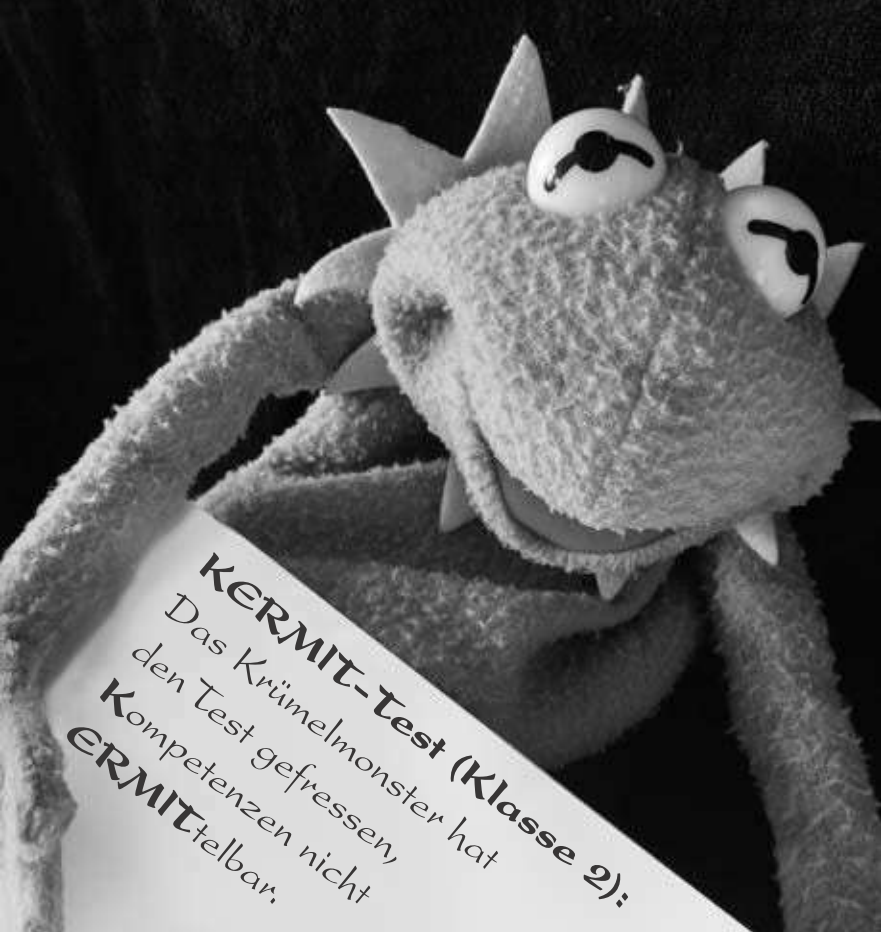 KERMIT-Test (Klasse 2):
Das Krümelmonster hat
den Test gefressen,
Kompetenzen nicht
ERMITtelbar.